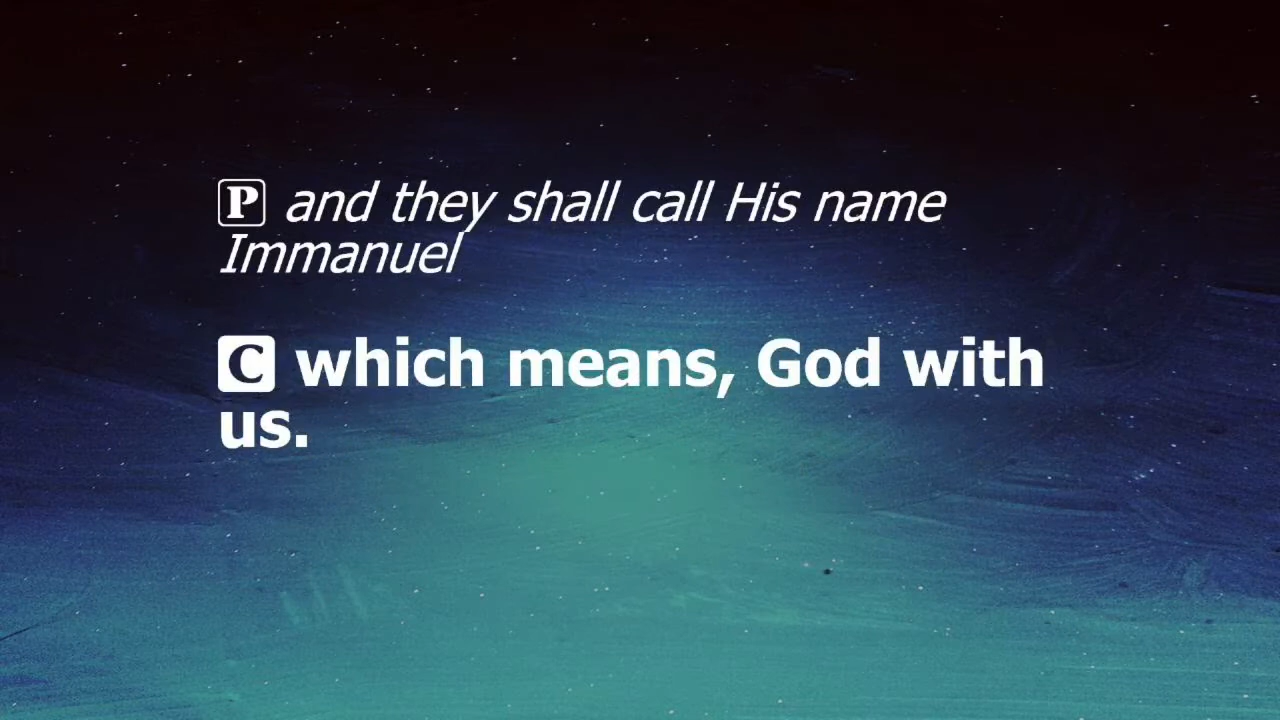 P and they shall call His name
Immanuel
C which means, God with
us.